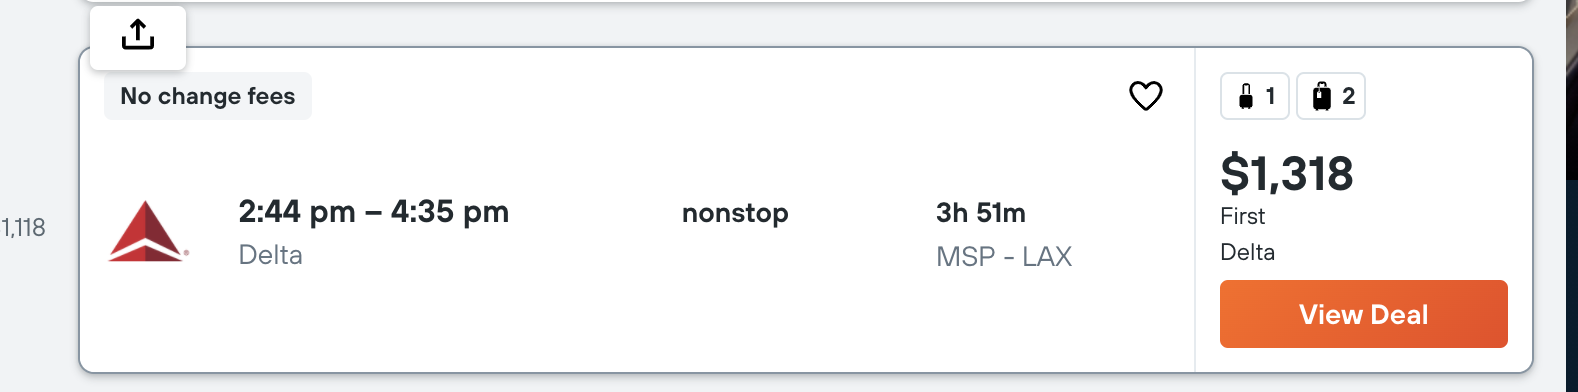 No change fees
1
2
$1,318
1,118
2:44 pm – 4:35 pm
nonstop
3h 51m
First
Delta
MSP - LAX
Delta
View Deal